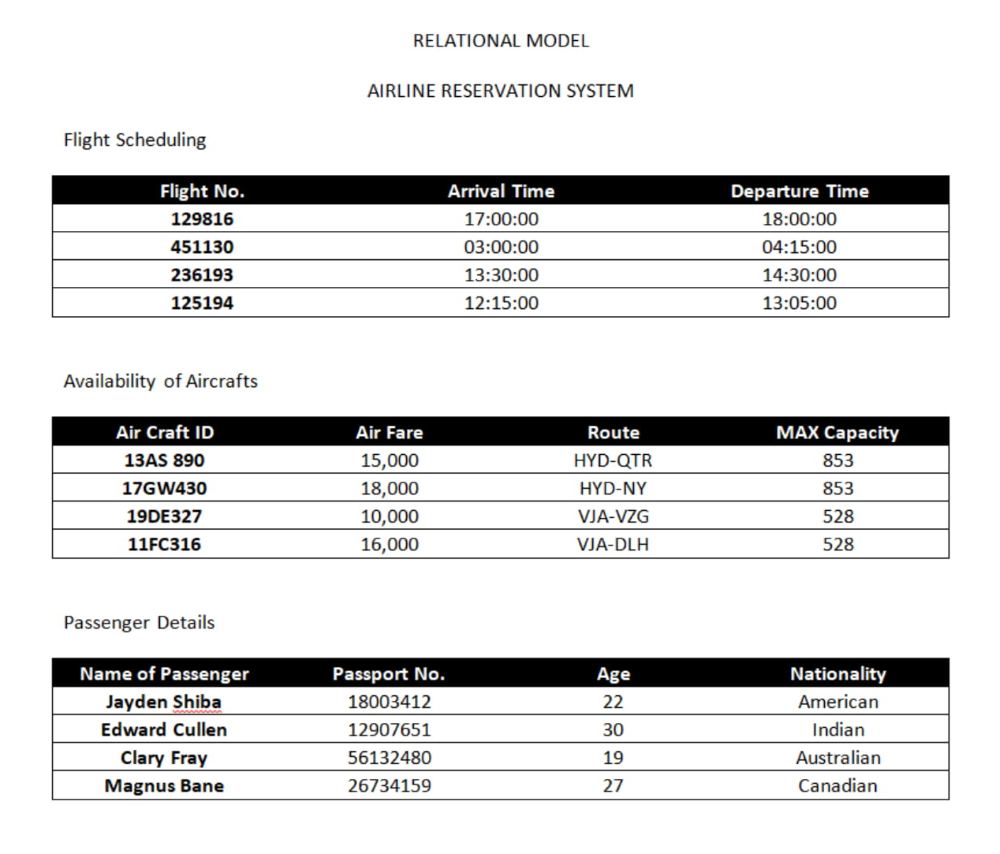 RELATIONAL MODEL
AIRLINE RESERVATION SYSTEM
Flight Scheduling
Flight No. Arrival Time Departure Time
129816 17:00:00 18:00:00
451130 03:00:00 04:15:00
236193 13:30:00 14:30:00
125194 12:15:00 13:05:00
Availability of Aircrafts
Air Craft ID Air Fare Route MAX Capacity
13AS 890 15,000 HYD-QTR 853
17GW430 18,000 HYD-NY 853
19DE327 10,000 VJA-VZG 528
11FC316 16,000 VJA-DLH 528
Passenger Details
Name of Passenger Passport No. Age Nationality
Jayden Shiba 18003412 22 American
Edward Cullen 12907651 30 Indian
Clary Fray 56132480 19 Australian
Magnus Bane 26734159 27 Canadian